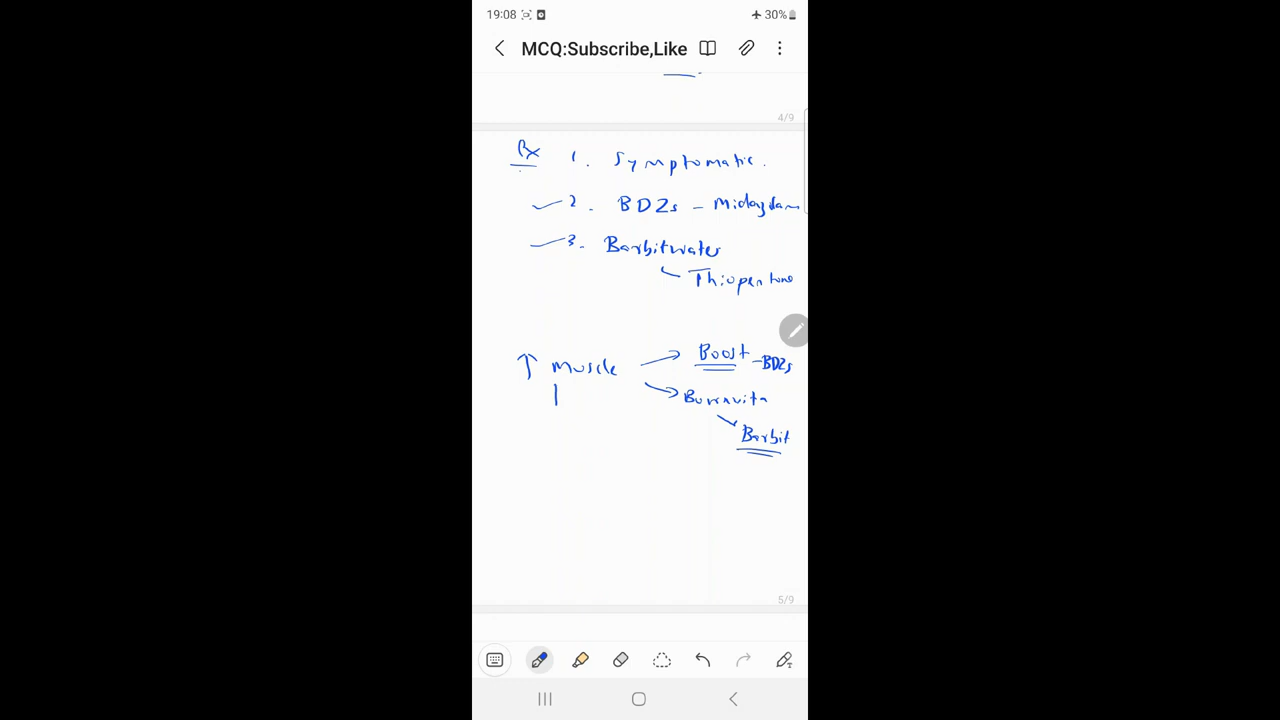 19:08 30%
MCQ:Subscribe,Like
4/9
Rx 1. Symptomatic.
2. BDZs - Midazolam
3. Barbiturates
Thiopentone
↑ Muscle → Boost - BDZs
→ Bournvita
Barbit
5/9